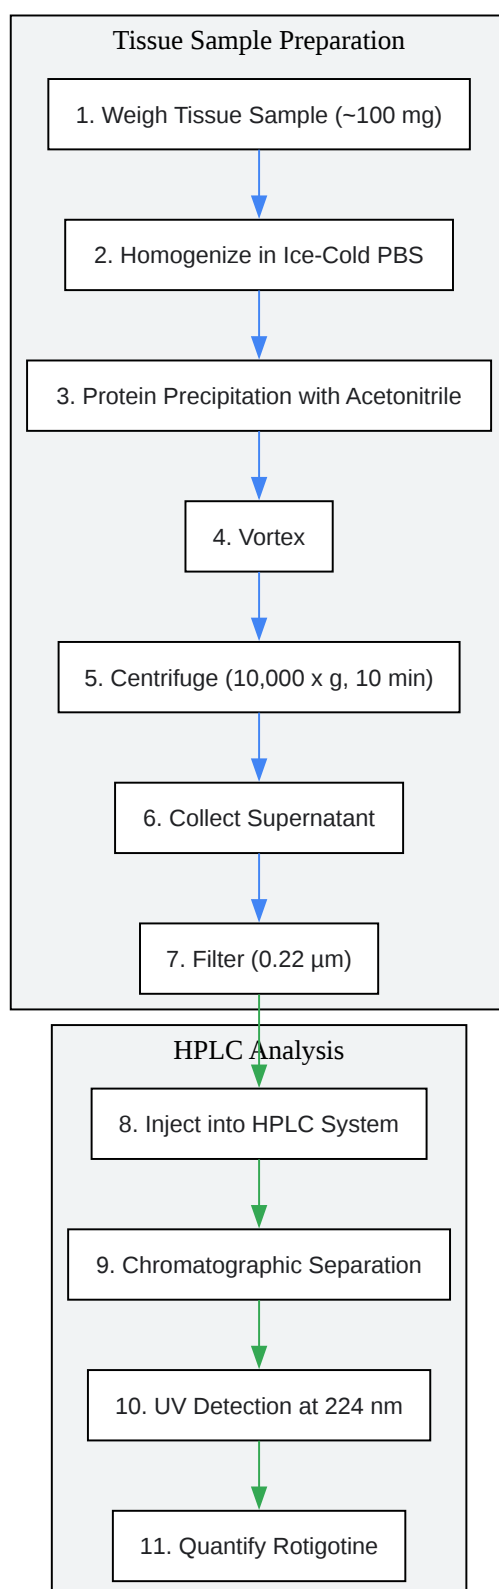 Tissue Sample Preparation
1. Weigh Tissue Sample (~100 mg)
2. Homogenize in Ice-Cold PBS
3. Protein Precipitation with Acetonitrile
4. Vortex
5. Centrifuge (10,000 x g, 10 min)
6. Collect Supernatant
7. Filter (0.22 µm)
HPLC Analysis
8. Inject into HPLC System
9. Chromatographic Separation
10. UV Detection at 224 nm
11. Quantify Rotigotine